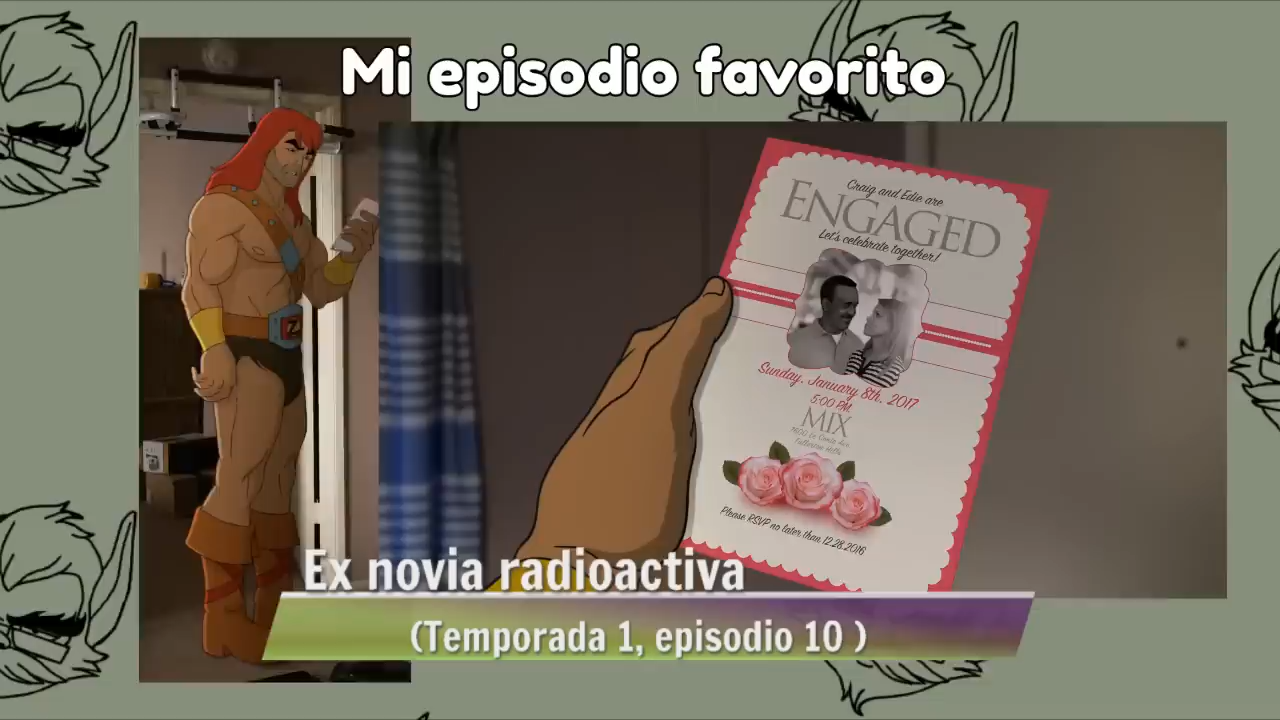 Mi episodio favorito
Craig and Edie are
ENGAGED
Let's celebrate together!
Sunday, January 8th, 2017
5:00 PM
MIX
Please RSVP no later than 12.28.2016
Ex novia radioactiva
(Temporada 1, episodio 10 )